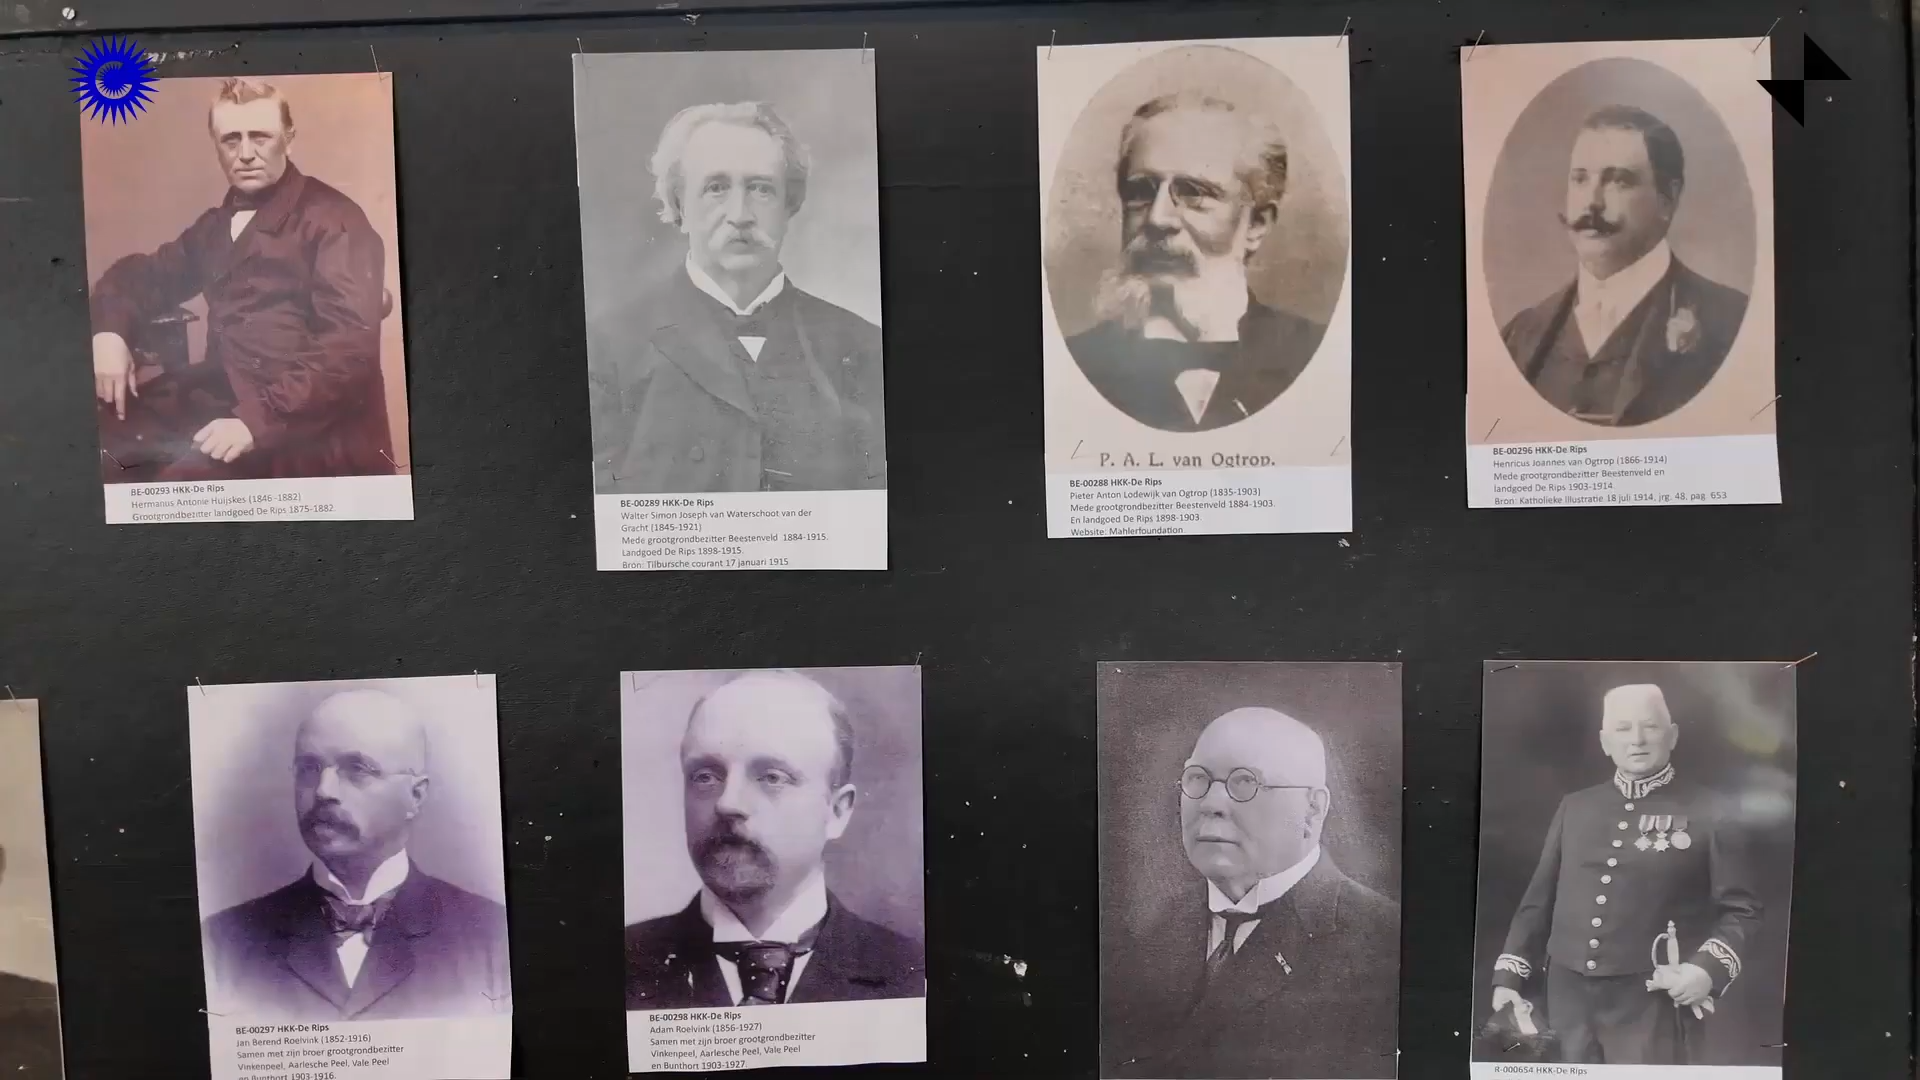 BE-00293 HKK-De Rips
Hermanus Antonie Huijskes (1846-1882)
Grootgrondbezitter landgoed De Rips 1875-1882.
BE-00289 HKK-De Rips
Walter Simon Joseph van Waterschoot van der
Gracht (1845-1921)
Mede grootgrondbezitter Beestenveld 1884-1915.
Landgoed De Rips 1898-1915.
Bron: Tilbursche courant 17 januari 1915
P. A. L. van Ogtrop.
BE-00288 HKK-De Rips
Pieter Anton Lodewijk van Ogtrop (1835-1903)
Mede grootgrondbezitter Beestenveld 1884-1903.
En landgoed De Rips 1898-1903.
Website: Mahlerfoundation
BE-00296 HKK-De Rips
Henricus Joannes van Ogtrop (1866-1914)
Mede grootgrondbezitter Beestenveld en
landgoed De Rips 1903-1914.
Bron: Katholieke Illustratie 18 juli 1914, jrg. 48, pag. 653
BE-00297 HKK-De Rips
Jan Berend Roelvink (1852-1916)
Samen met zijn broer grootgrondbezitter
Vinkenpeel, Aarlesche Peel, Vale Peel
en Bunthort 1903-1916.
BE-00298 HKK-De Rips
Adam Roelvink (1856-1927)
Samen met zijn broer grootgrondbezitter
Vinkenpeel, Aarlesche Peel, Vale Peel
en Bunthort 1903-1927.
R-000654 HKK-De Rips